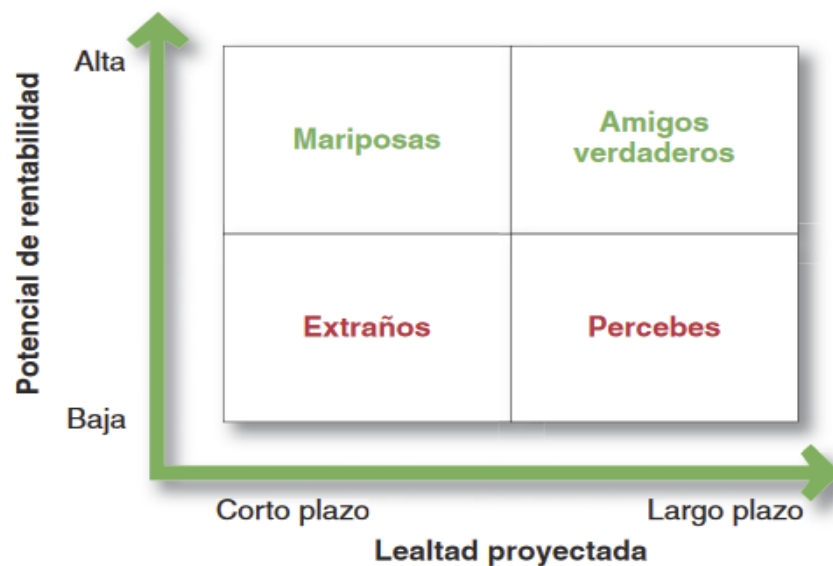 Potencial de rentabilidad
Alta
Mariposas
Amigos
verdaderos
Extraños
Percebes
Baja
Corto plazo
Largo plazo
Lealtad proyectada